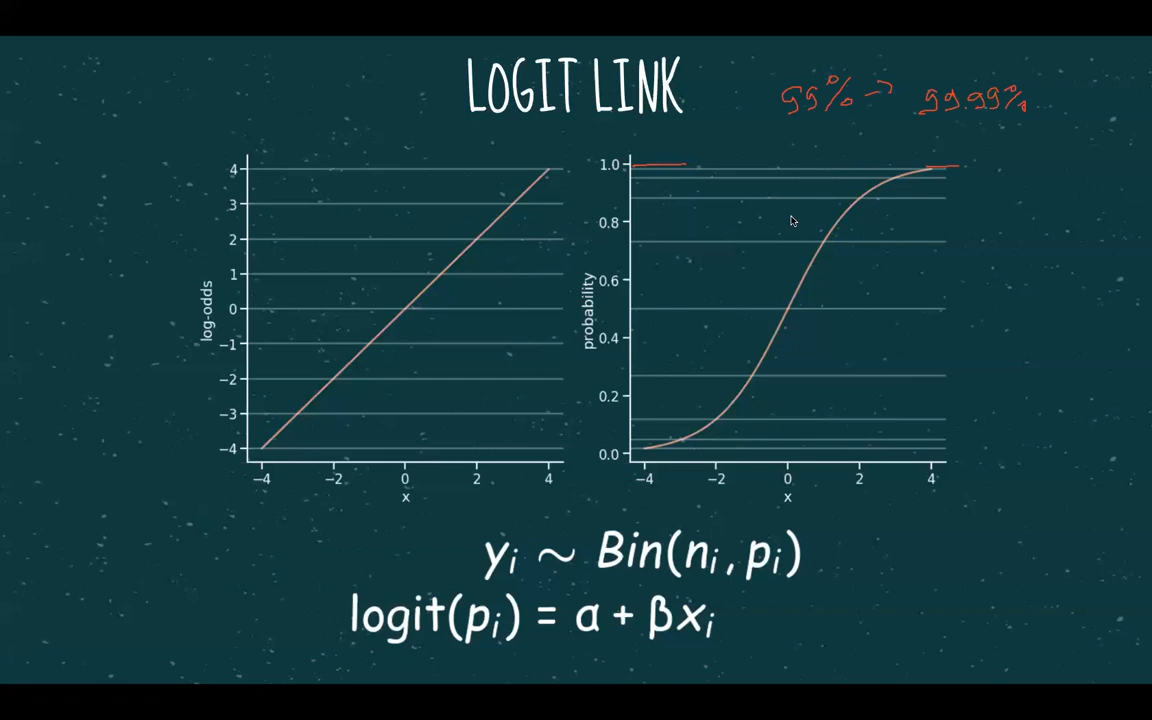 LOGIT LINK
99% → 99.99%
4
3
2
1
0
−1
−2
−3
−4
log-odds
−4 −2 0 2 4
x
1.0
0.8
0.6
0.4
0.2
0.0
probability
−4 −2 0 2 4
x
yᵢ ~ Bin(nᵢ, pᵢ)
logit(pᵢ) = α + βxᵢ